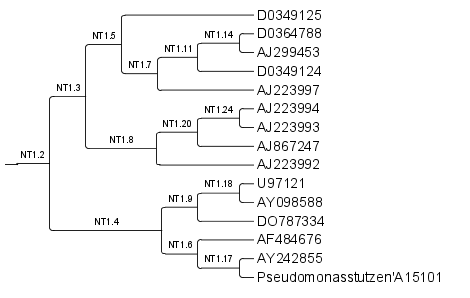 D0349125
NT1.5
NT1.14
D0364788
NT1.11
AJ299453
NT1.7
D0349124
NT1.3
AJ223997
NT1.24
AJ223994
NT1.20
AJ223993
NT1.8
AJ867247
NT1.2
AJ223992
NT1.18
U97121
NT1.9
AY098588
NT1.4
DO787334
NT1.6
AF484676
NT1.17
AY242855
Pseudomonasstutzen'A15101